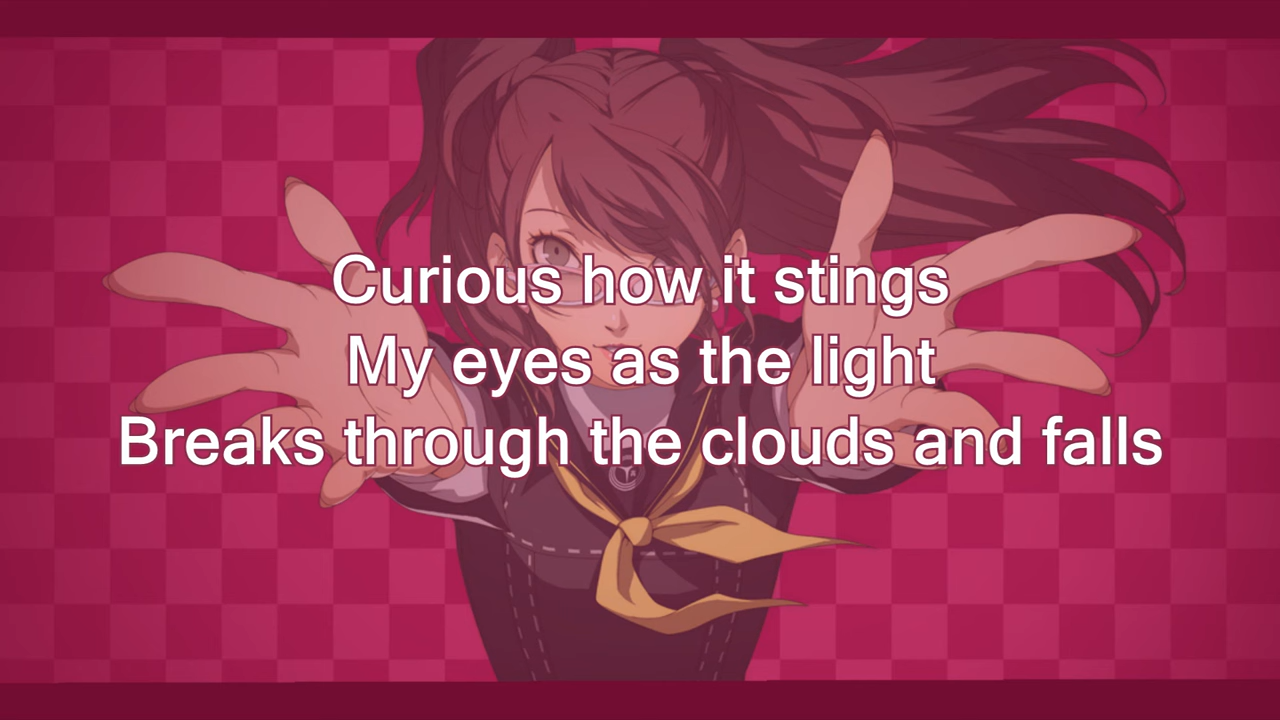 Curious how it stings
My eyes as the light
Breaks through the clouds and falls